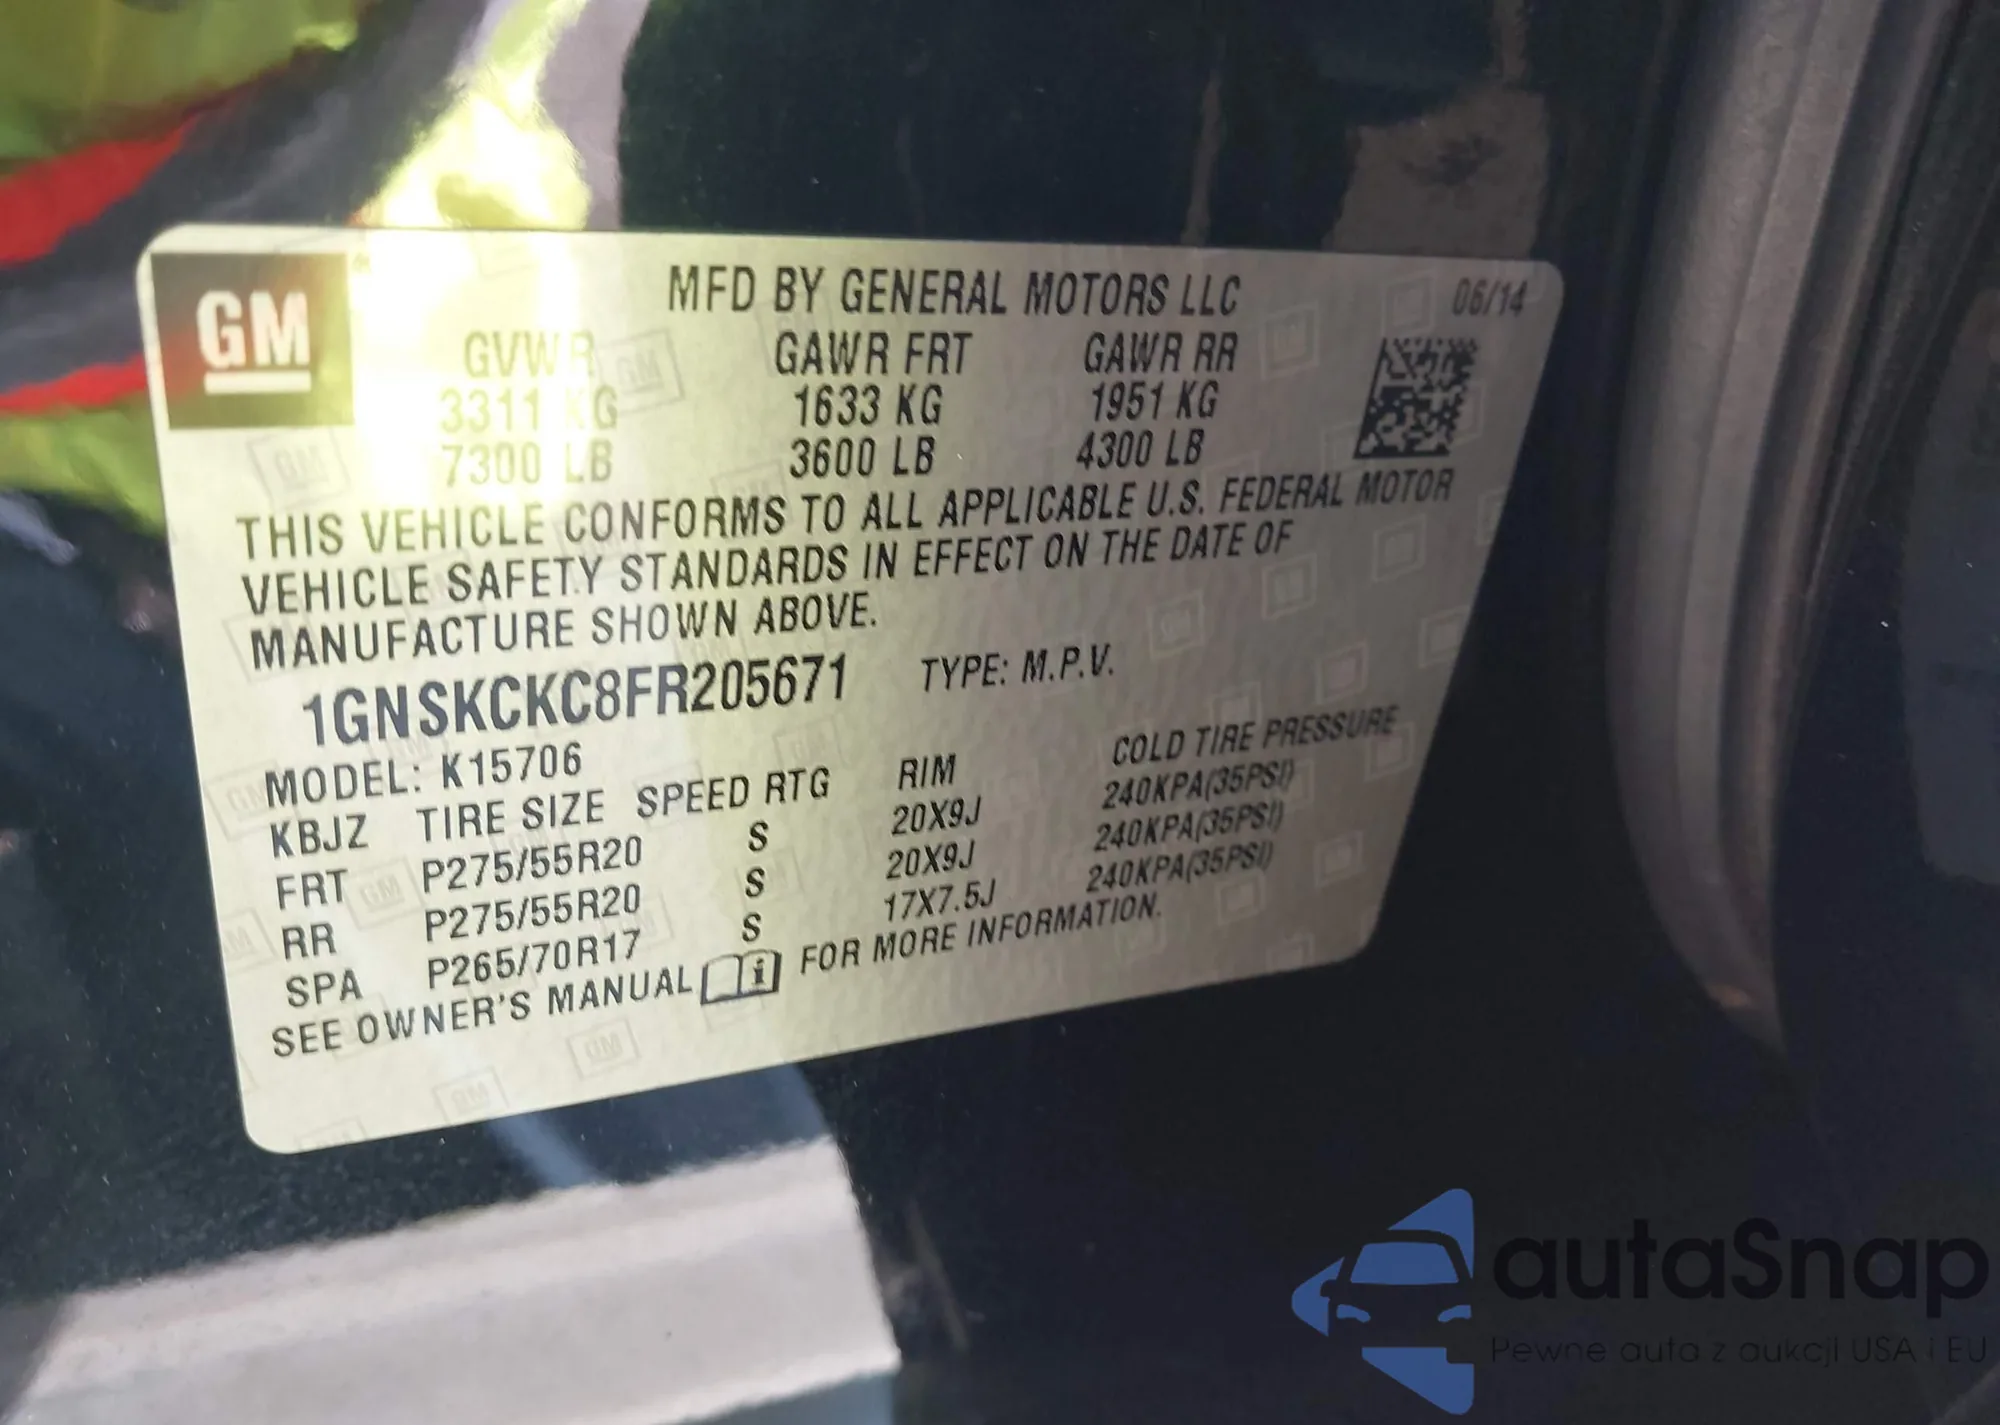 GM
MFD BY GENERAL MOTORS LLC 06/14
GVWR GAWR FRT GAWR RR
3311 KG 1633 KG 1951 KG
7300 LB 3600 LB 4300 LB
THIS VEHICLE CONFORMS TO ALL APPLICABLE U.S. FEDERAL MOTOR
VEHICLE SAFETY STANDARDS IN EFFECT ON THE DATE OF
MANUFACTURE SHOWN ABOVE.
1GNSKCKC8FR205671 TYPE: M.P.V.
MODEL: K15706
KBJZ TIRE SIZE SPEED RTG RIM COLD TIRE PRESSURE
FRT P275/55R20 S 20X9J 240KPA(35PSI)
RR P275/55R20 S 20X9J 240KPA(35PSI)
SPA P265/70R17 S 17X7.5J 240KPA(35PSI)
SEE OWNER'S MANUAL FOR MORE INFORMATION.
autaSnap
Pewne auta z aukcji USA i EU